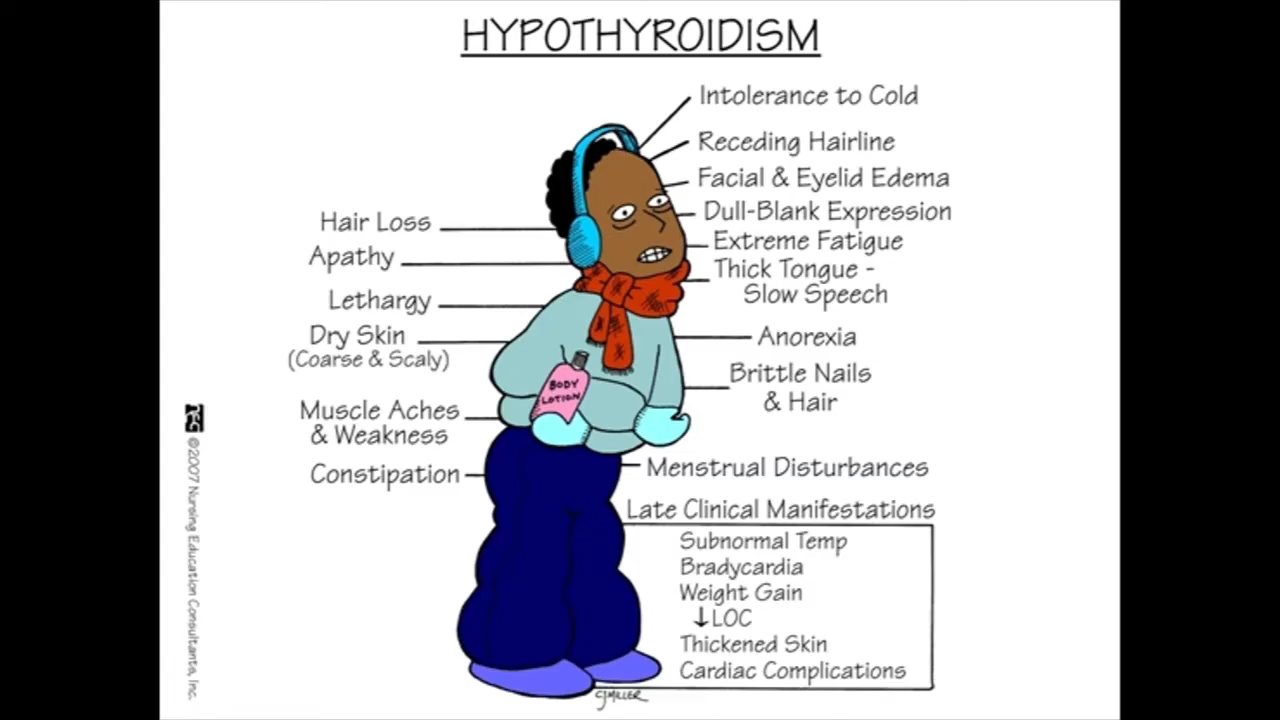 HYPOTHYROIDISM
Intolerance to Cold
Receding Hairline
Facial & Eyelid Edema
Dull-Blank Expression
Extreme Fatigue
Thick Tongue -
Slow Speech
Anorexia
Brittle Nails
& Hair
Menstrual Disturbances
Late Clinical Manifestations
Subnormal Temp
Bradycardia
Weight Gain
↓LOC
Thickened Skin
Cardiac Complications
Hair Loss
Apathy
Lethargy
Dry Skin
(Coarse & Scaly)
Muscle Aches
& Weakness
Constipation
BODY
LOTION
CJMILLER
NEC
©2007 Nursing Education Consultants, Inc.